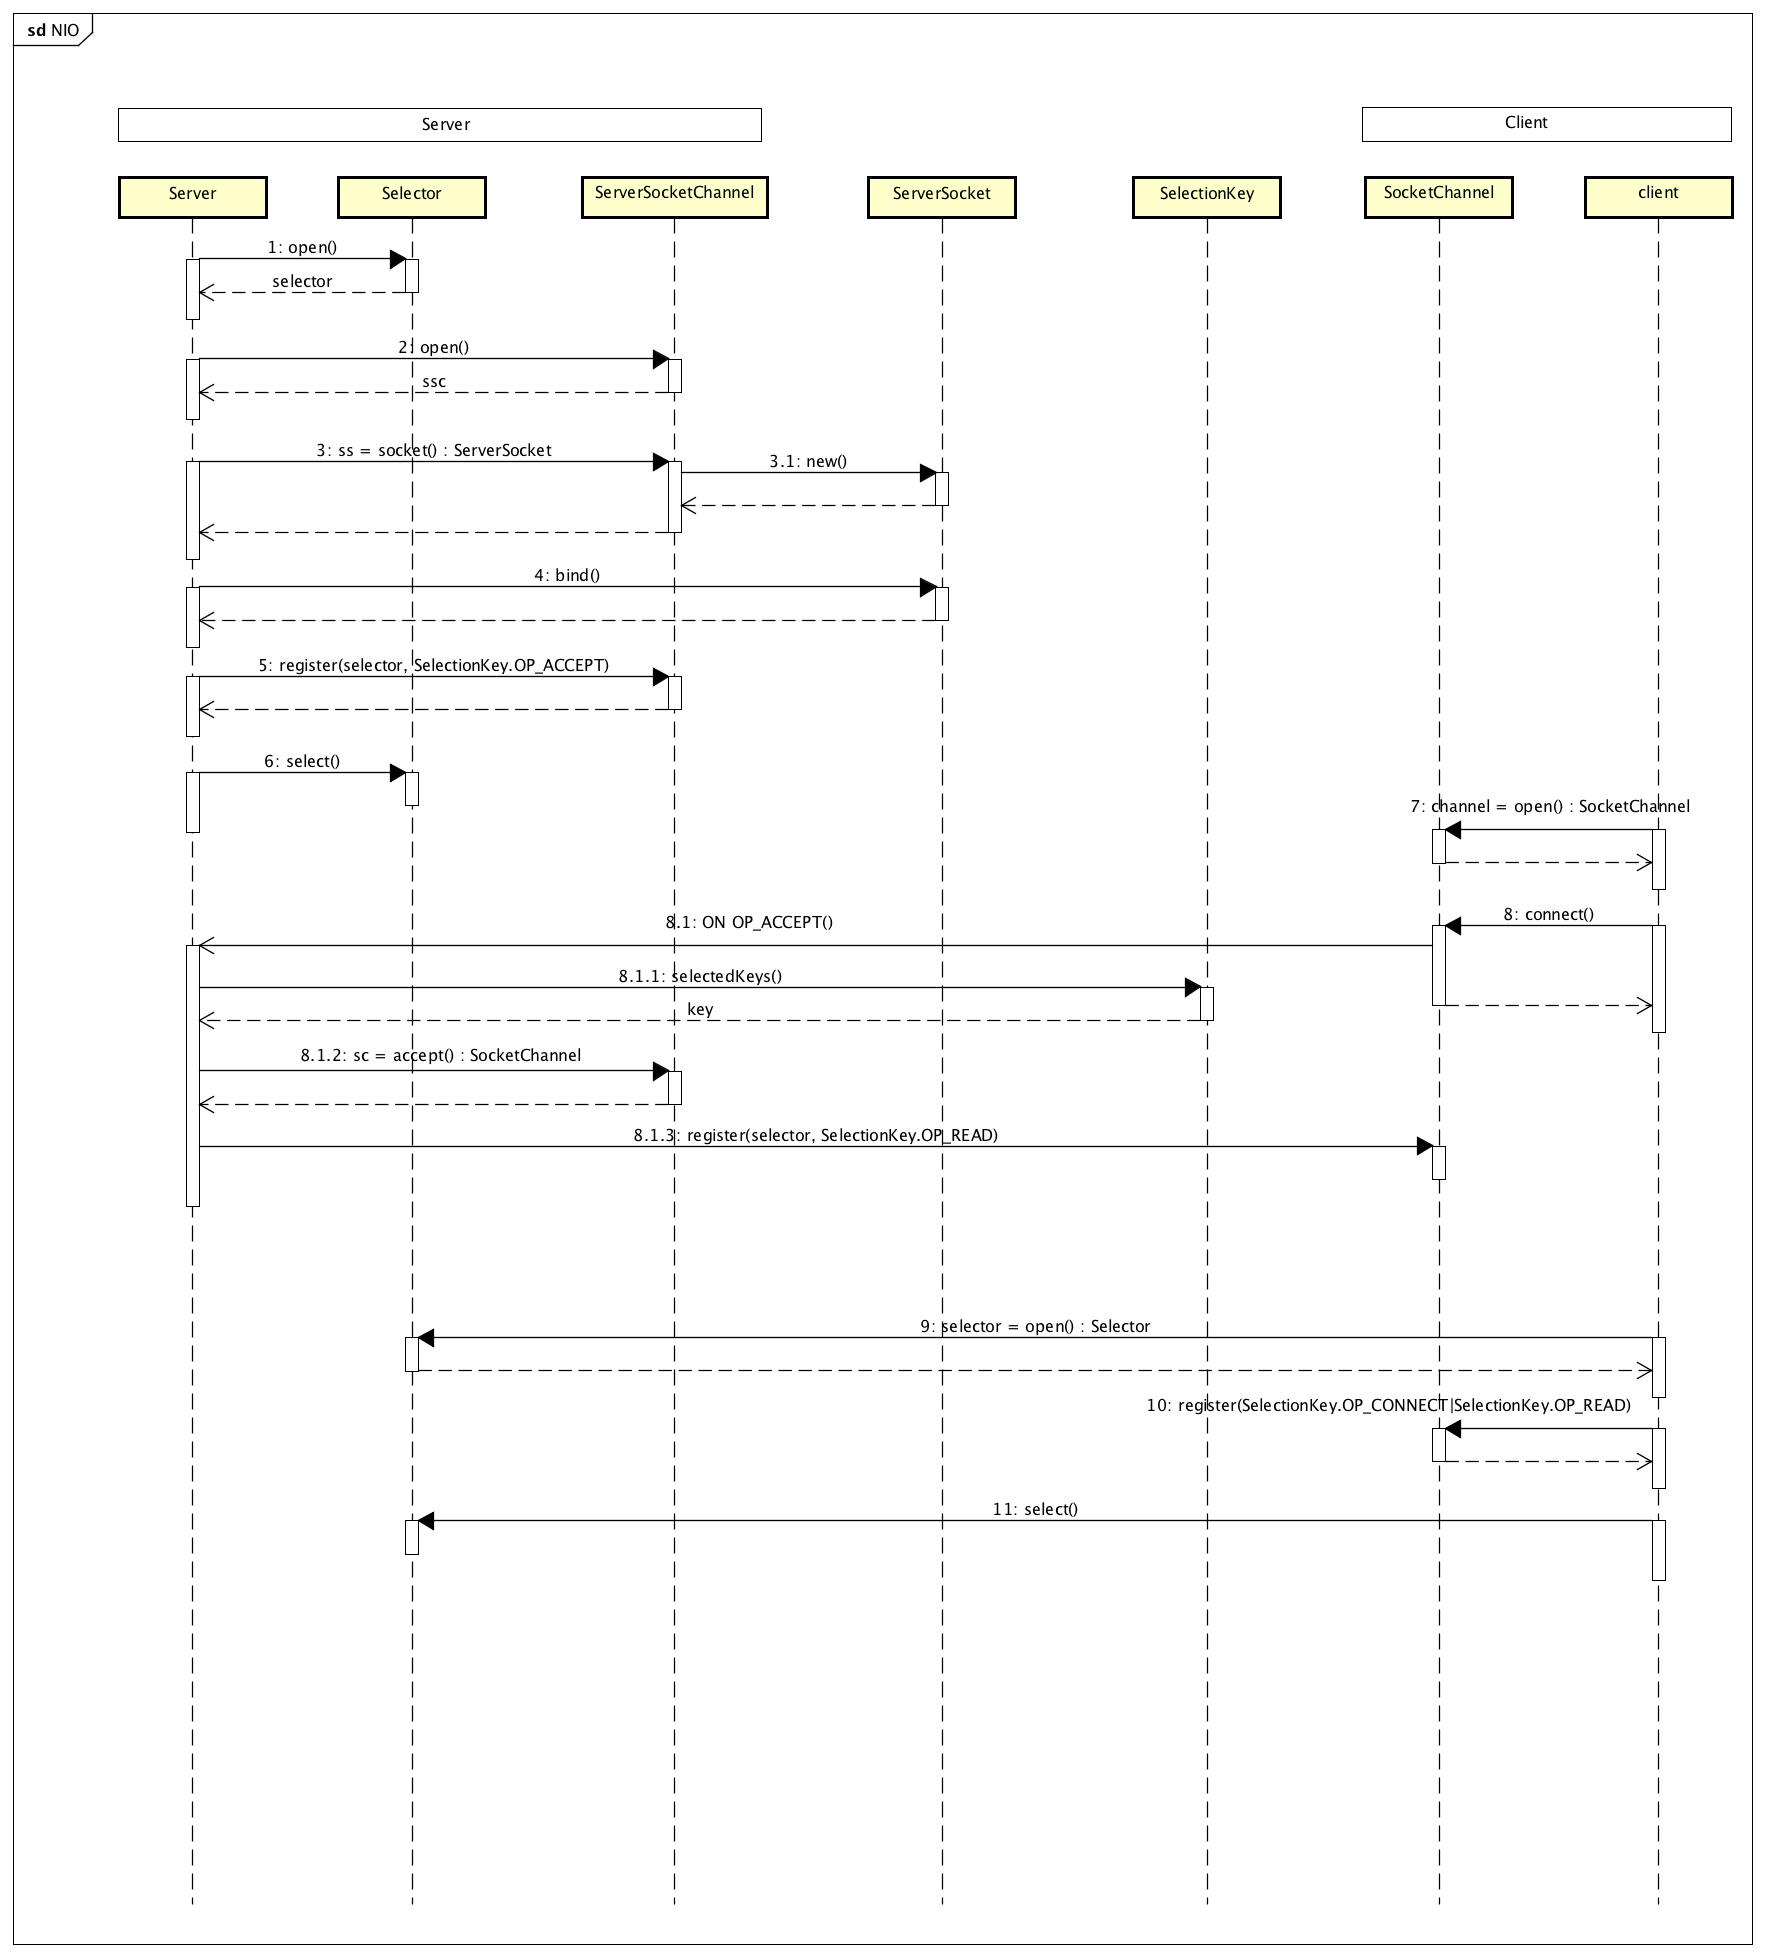 sd NIO
Server
Client
Server
Selector
ServerSocketChannel
ServerSocket
SelectionKey
SocketChannel
client
1: open()
selector
2: open()
ssc
3: ss = socket() : ServerSocket
3.1: new()
4: bind()
5: register(selector, SelectionKey.OP_ACCEPT)
6: select()
7: channel = open() : SocketChannel
8: connect()
8.1: ON OP_ACCEPT()
8.1.1: selectedKeys()
key
8.1.2: sc = accept() : SocketChannel
8.1.3: register(selector, SelectionKey.OP_READ)
9: selector = open() : Selector
10: register(SelectionKey.OP_CONNECT|SelectionKey.OP_READ)
11: select()